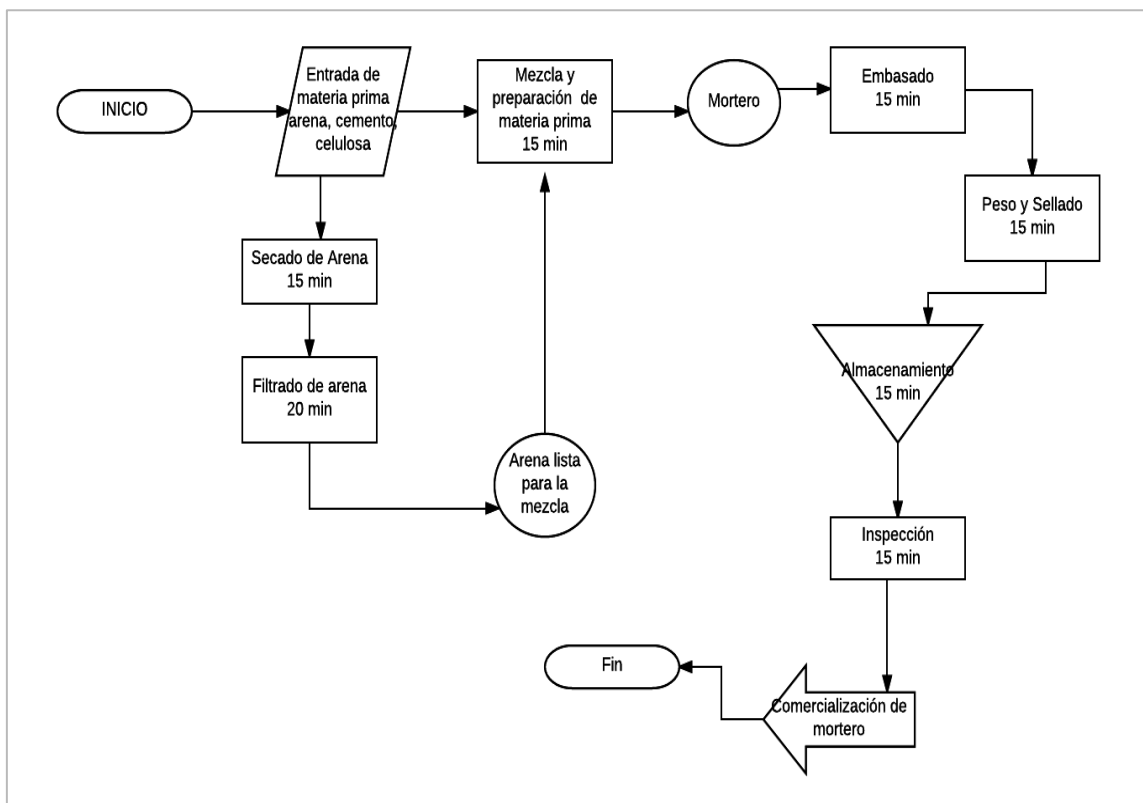 INICIO
Entrada de
materia prima
arena, cemento,
celulosa
Mezcla y
preparación de
materia prima
15 min
Mortero
Embasado
15 min
Peso y Sellado
15 min
Secado de Arena
15 min
Filtrado de arena
20 min
Arena lista
para la
mezcla
Almacenamiento
15 min
Inspección
15 min
Comercialización de
mortero
Fin